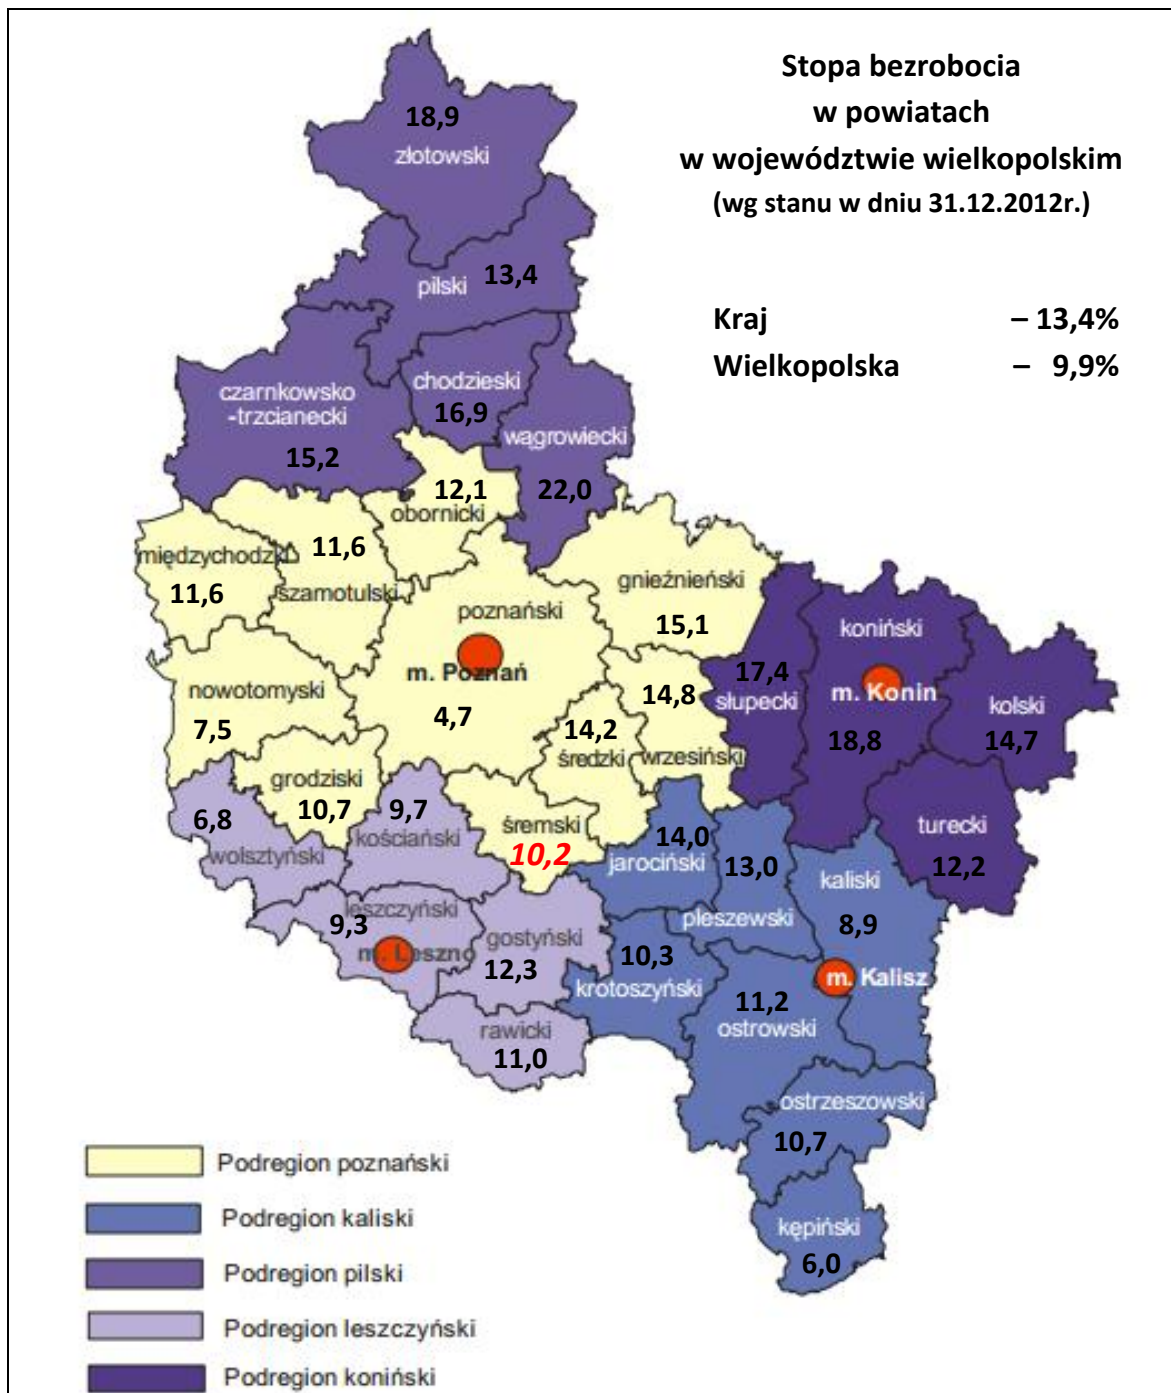 Stopa bezrobocia
w powiatach
w województwie wielkopolskim
(wg stanu w dniu 31.12.2012r.)
Kraj – 13,4%
Wielkopolska – 9,9%
18,9
złotowski
pilski 13,4
czarnkowsko
-trzcianecki
15,2
chodzieski
16,9
wągrowiecki
22,0
12,1
obornicki
międzychodzki
11,6
11,6
szamotulski
poznański
m. Poznań
4,7
gnieźnieński
15,1
nowotomyski
7,5
grodziski
10,7
14,2
średzki
14,8
wrzesiński
śremski
10,2
17,4
słupecki
koniński
m. Konin
18,8
kolski
14,7
turecki
12,2
6,8
wolsztyński
9,7
kościański
leszczyński
9,3
m. Leszno
gostyński
12,3
rawicki
11,0
14,0
jarociński
13,0
pleszewski
kaliski
8,9
m. Kalisz
10,3
krotoszyński
11,2
ostrowski
ostrzeszowski
10,7
kępiński
6,0
Podregion poznański
Podregion kaliski
Podregion pilski
Podregion leszczyński
Podregion koniński